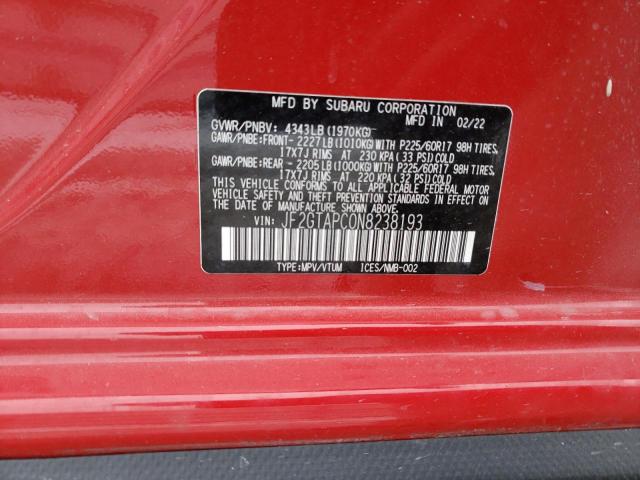 MFD BY SUBARU CORPORATION
MFD IN 02/22
GVWR/PNBV: 4343LB(1970KG)
GAWR/PNBE:FRONT- 2227LB(1010KG)WITH P225/60R17 98H TIRES,
17X7J RIMS AT 230 KPA(33 PSI)COLD
GAWR/PNBE:REAR - 2205LB(1000KG)WITH P225/60R17 98H TIRES,
17X7J RIMS AT 220 KPA(32 PSI)COLD
THIS VEHICLE CONFORMS TO ALL APPLICABLE FEDERAL MOTOR
VEHICLE SAFETY STANDARDS IN EFFECT ON THE DATE OF
MANUFACTURE SHOWN ABOVE.
VIN: JF2GTAPC0N8238193
TYPE:MPV/VTUM ICES/NMB-002